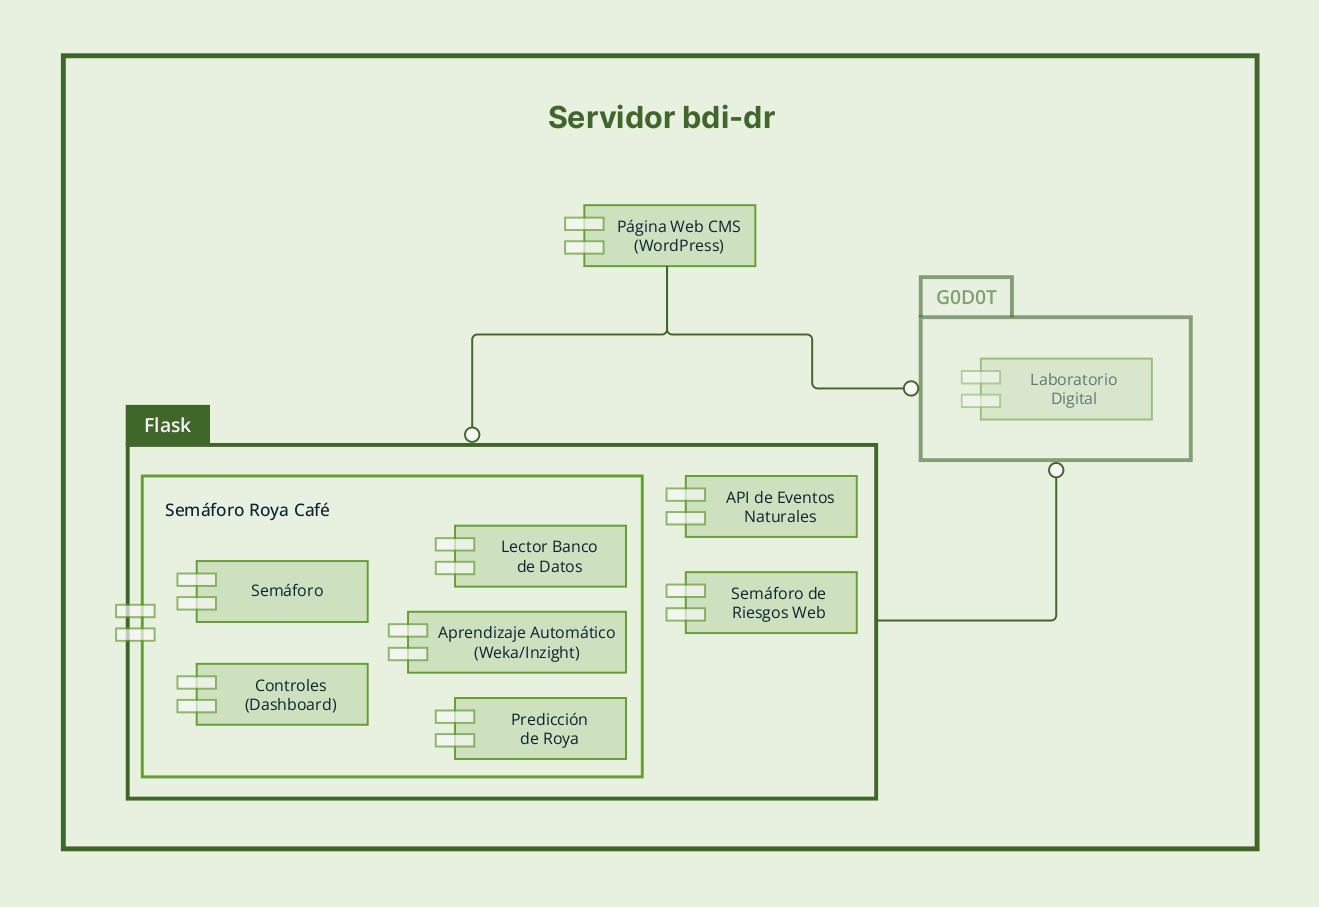 Servidor bdi-dr
Página Web CMS
(WordPress)
G0D0T
Laboratorio
Digital
Flask
Semáforo Roya Café
Semáforo
Controles
(Dashboard)
Lector Banco
de Datos
Aprendizaje Automático
(Weka/Inzight)
Predicción
de Roya
API de Eventos
Naturales
Semáforo de
Riesgos Web